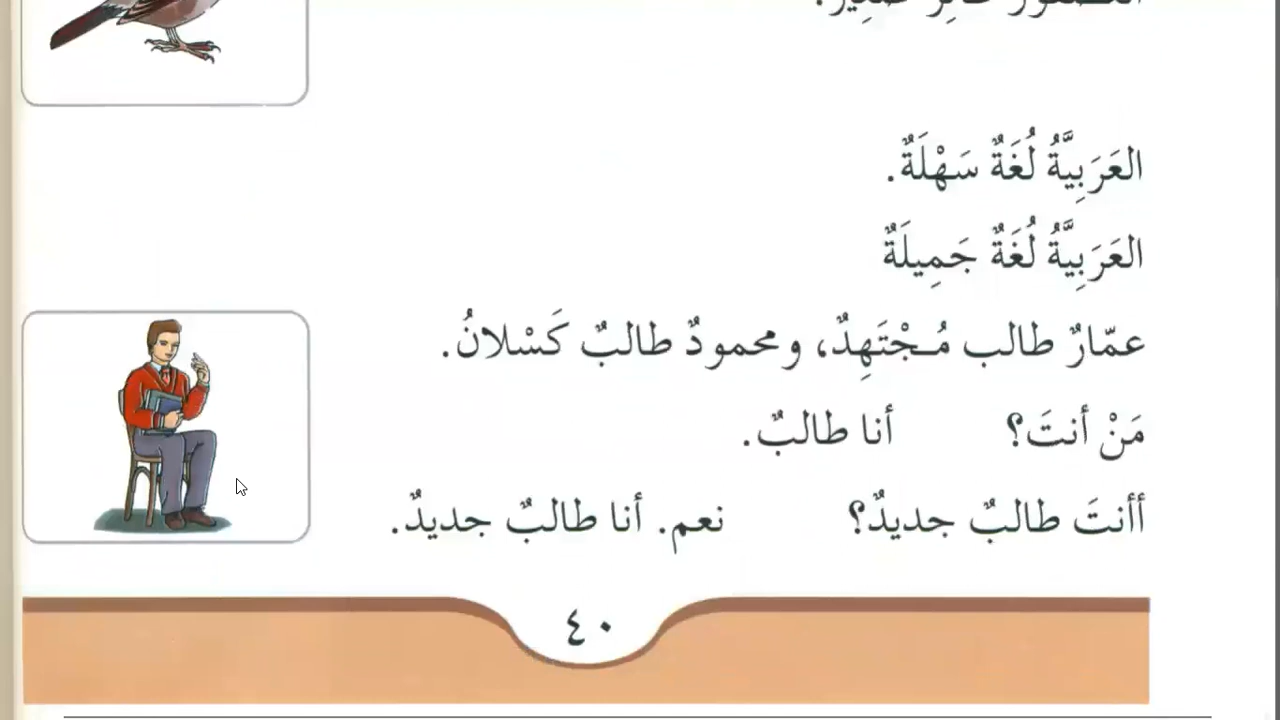 العَرَبِيَّةُ لُغَةٌ سَهْلَةٌ.
العَرَبِيَّةُ لُغَةٌ جَمِيلَةٌ
عمّارٌ طالب مُـجْتَهِدٌ، ومحمودٌ طالبٌ كَسْلانُ.
مَنْ أنتَ؟ أنا طالبٌ.
أأنتَ طالبٌ جديدٌ؟ نعم. أنا طالبٌ جديدٌ.
٤٠